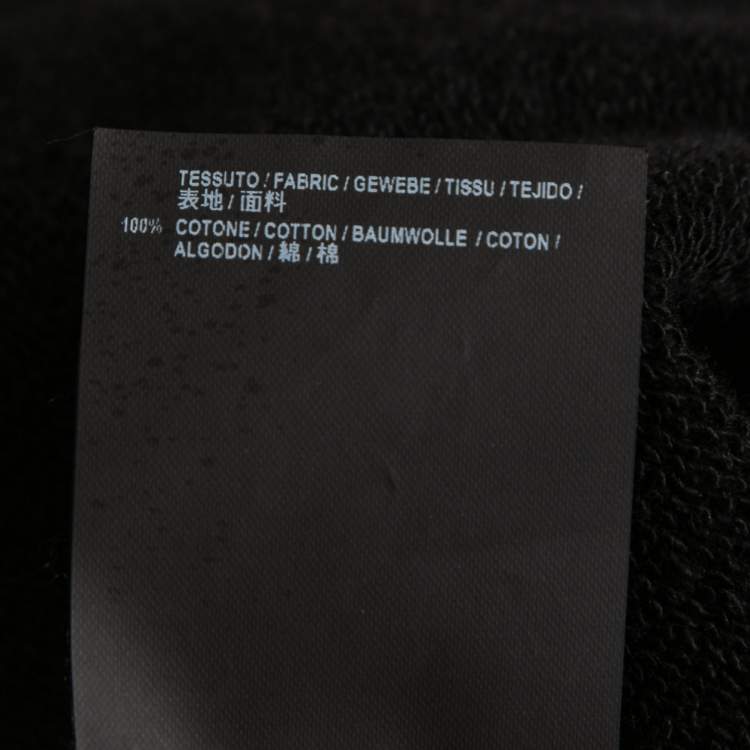 TESSUTO / FABRIC / GEWEBE / TISSU / TEJIDO /
表地 / 面料
100% COTONE / COTTON / BAUMWOLLE / COTON /
ALGODON / 綿 / 棉